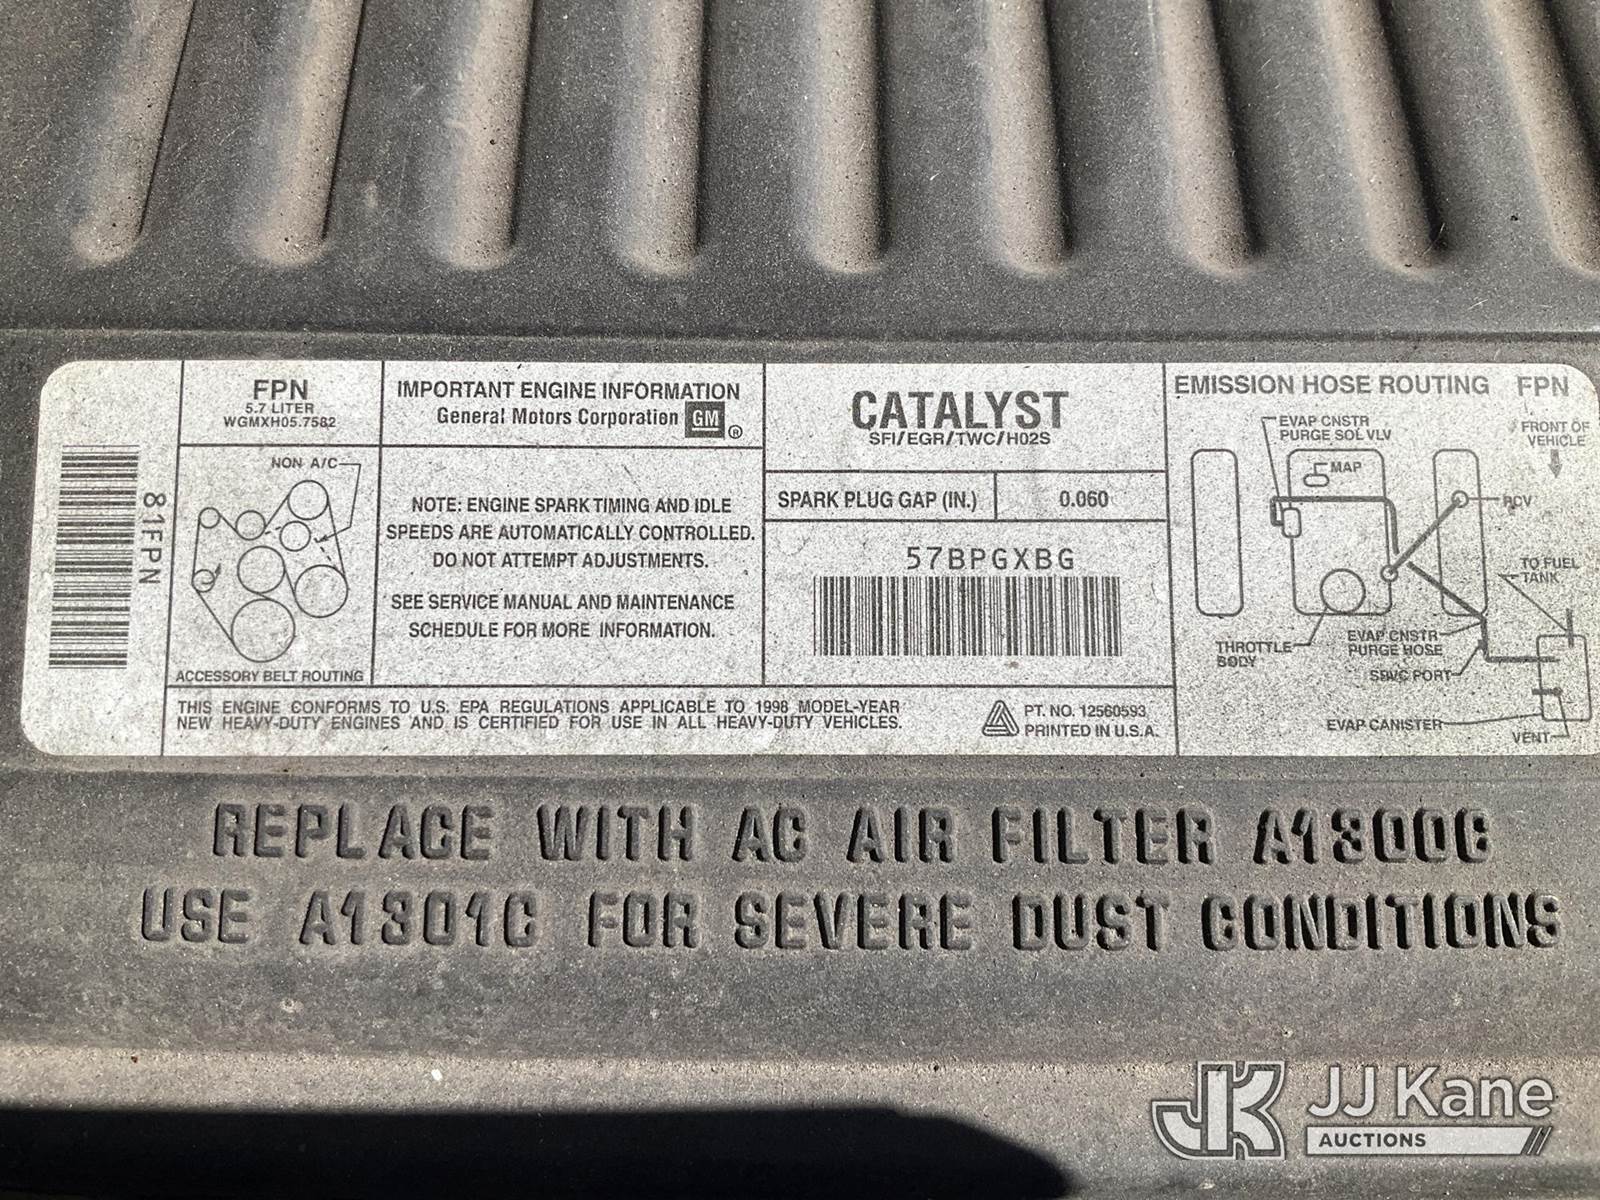 FPN
5.7 LITER
WGMXH05.7582
NON A/C
81FPN
ACCESSORY BELT ROUTING
IMPORTANT ENGINE INFORMATION
General Motors Corporation GM ®
NOTE: ENGINE SPARK TIMING AND IDLE
SPEEDS ARE AUTOMATICALLY CONTROLLED.
DO NOT ATTEMPT ADJUSTMENTS.
SEE SERVICE MANUAL AND MAINTENANCE
SCHEDULE FOR MORE INFORMATION.
CATALYST
SFI/EGR/TWC/HO2S
SPARK PLUG GAP (IN.) 0.060
57BPGXBG
THIS ENGINE CONFORMS TO U.S. EPA REGULATIONS APPLICABLE TO 1998 MODEL-YEAR
NEW HEAVY-DUTY ENGINES AND IS CERTIFIED FOR USE IN ALL HEAVY-DUTY VEHICLES.
PT. NO. 12560593
PRINTED IN U.S.A.
EMISSION HOSE ROUTING FPN
EVAP CNSTR
PURGE SOL VLV
FRONT OF
VEHICLE
MAP
PCV
TO FUEL
TANK
THROTTLE
BODY
EVAP CNSTR
PURGE HOSE
PORT
EVAP CANISTER
VENT
REPLACE WITH AC AIR FILTER A1300C
USE A1301C FOR SEVERE DUST CONDITIONS
JK JJ Kane
AUCTIONS